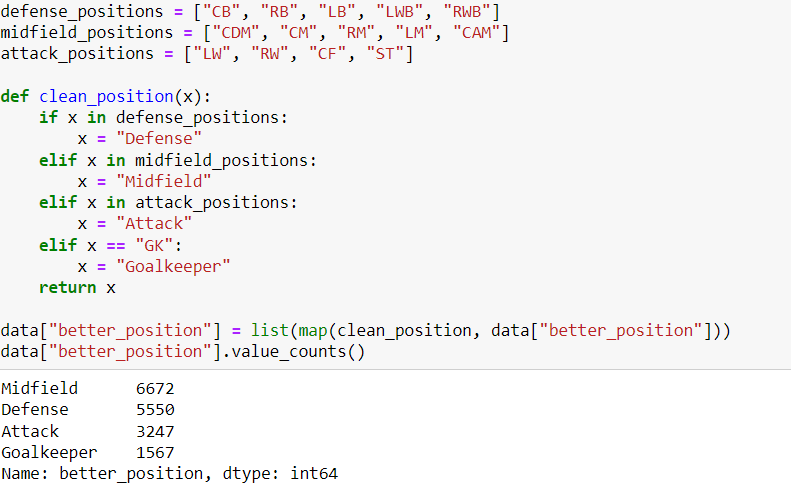 defense_positions = ["CB", "RB", "LB", "LWB", "RWB"]
midfield_positions = ["CDM", "CM", "RM", "LM", "CAM"]
attack_positions = ["LW", "RW", "CF", "ST"]

def clean_position(x):
    if x in defense_positions:
        x = "Defense"
    elif x in midfield_positions:
        x = "Midfield"
    elif x in attack_positions:
        x = "Attack"
    elif x == "GK":
        x = "Goalkeeper"
    return x

data["better_position"] = list(map(clean_position, data["better_position"]))
data["better_position"].value_counts()
Midfield      6672
Defense       5550
Attack        3247
Goalkeeper    1567
Name: better_position, dtype: int64